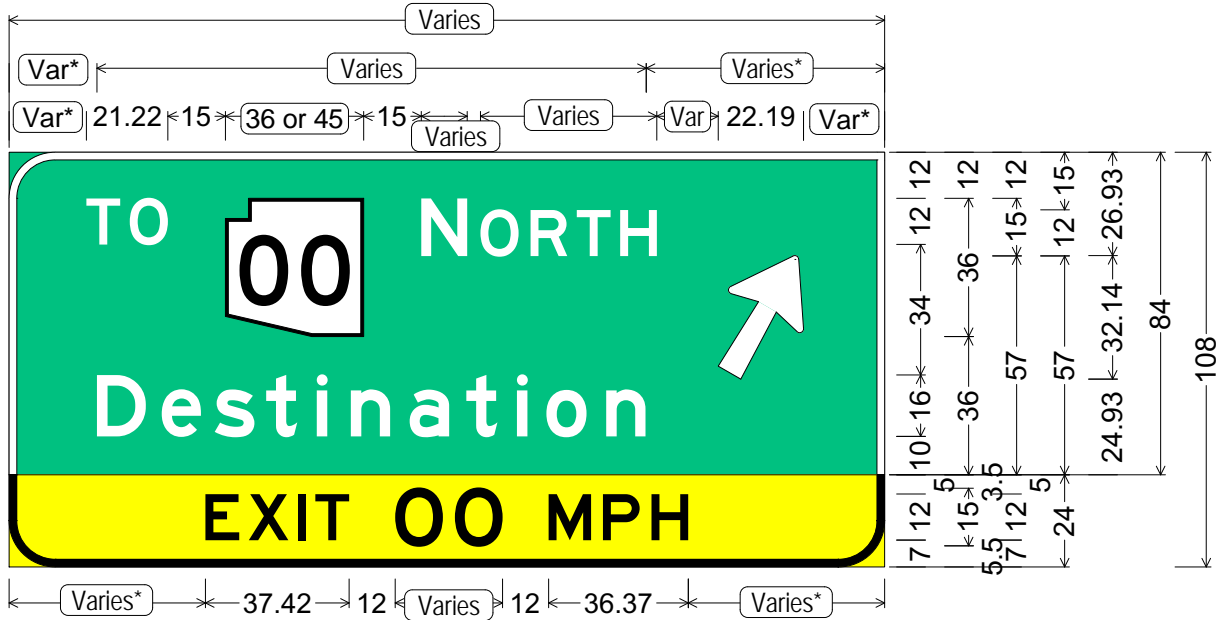 Varies
Var* Varies Varies*
Var* 21.22 15 36 or 45 15 Varies Varies Var 22.19 Var*
TO 00 NORTH
Destination
EXIT 00 MPH
12 12 34 16 10 5 12 7
12 36 36 3.5 15 5.5
12 15 57 5 12 7
15 12 57 24
26.93 32.14 24.93
84
108
Varies* 37.42 12 Varies 12 36.37 Varies*